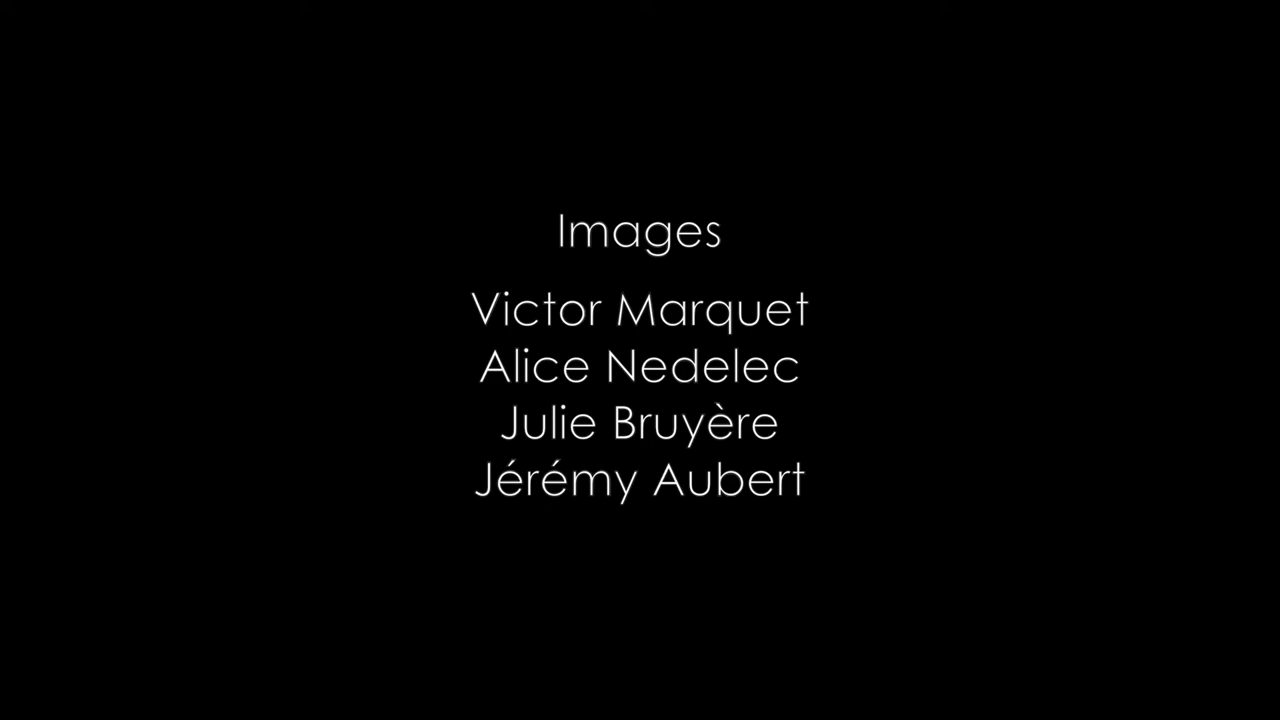 Images
Victor Marquet
Alice Nedelec
Julie Bruyère
Jérémy Aubert